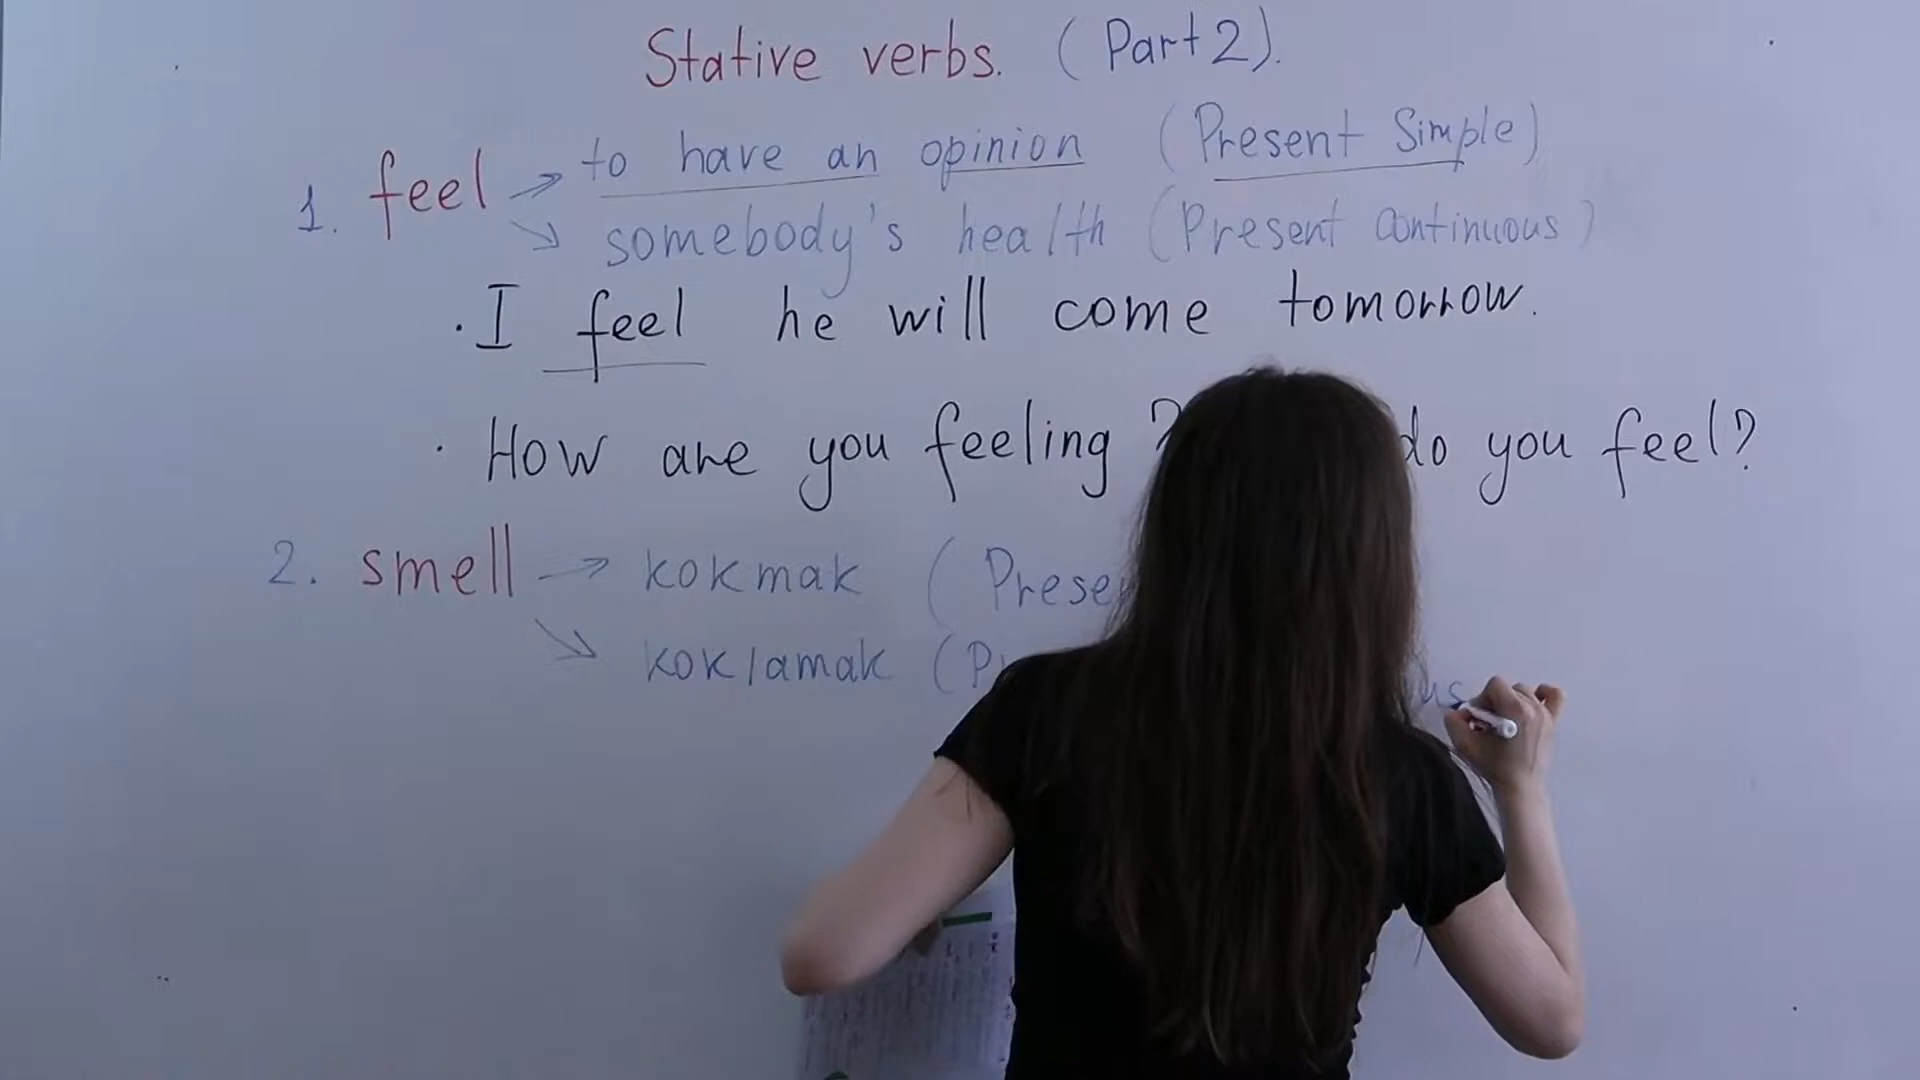 Stative verbs. (Part 2).
1. feel → to have an opinion (Present Simple)
↘ somebody's health (Present Continuous)
· I feel he will come tomorrow.
· How are you feeling? do you feel?
2. smell → kokmak (
↘ koklamak (